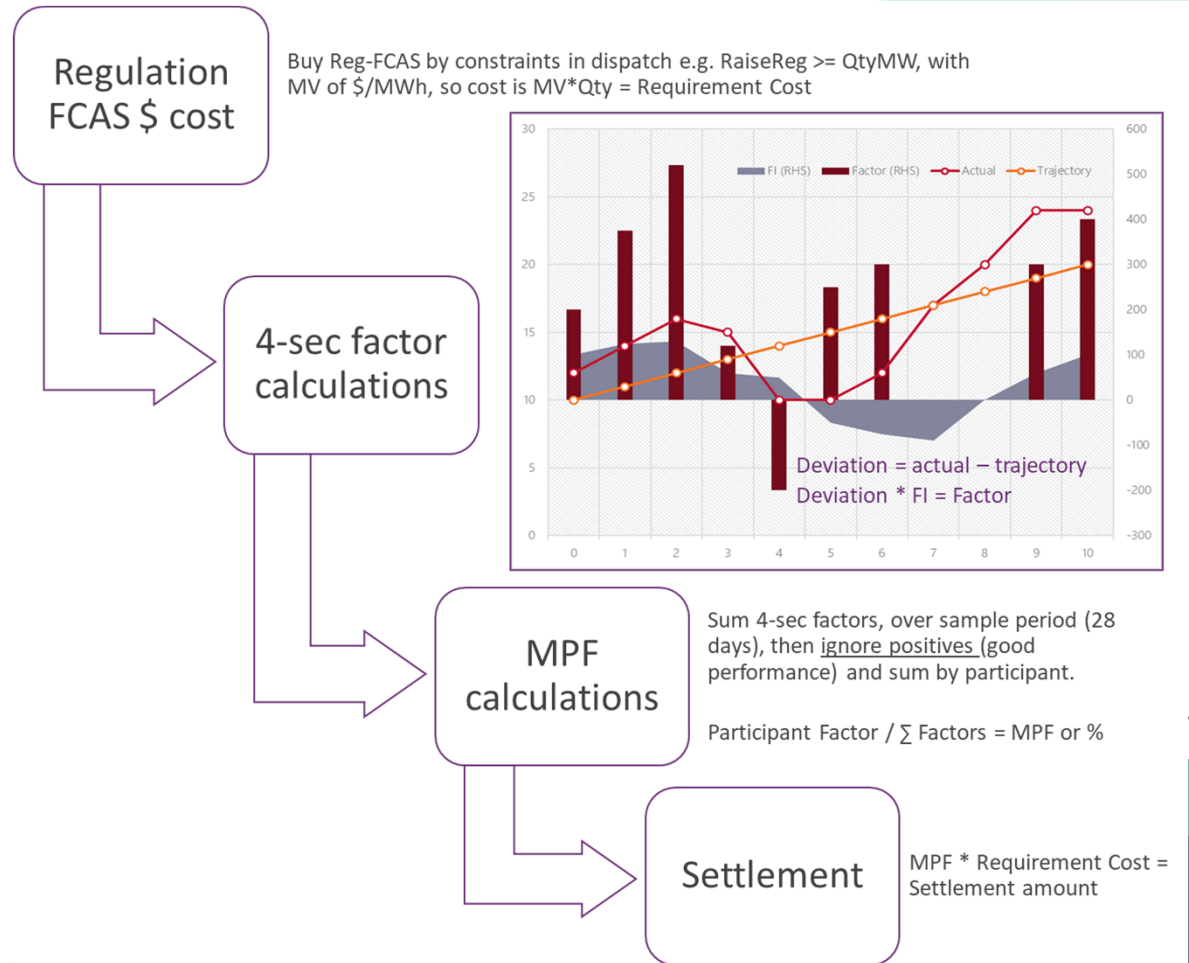 Regulation
FCAS $ cost
Buy Reg-FCAS by constraints in dispatch e.g. RaiseReg >= QtyMW, with
MV of $/MWh, so cost is MV*Qty = Requirement Cost
30
25
20
15
10
5
0
FI (RHS) Factor (RHS) Actual Trajectory
600
500
400
300
200
100
0
-100
-200
-300
Deviation = actual – trajectory
Deviation * FI = Factor
0 1 2 3 4 5 6 7 8 9 10
4-sec factor
calculations
MPF
calculations
Sum 4-sec factors, over sample period (28
days), then ignore positives (good
performance) and sum by participant.
Participant Factor / ∑ Factors = MPF or %
Settlement
MPF * Requirement Cost =
Settlement amount